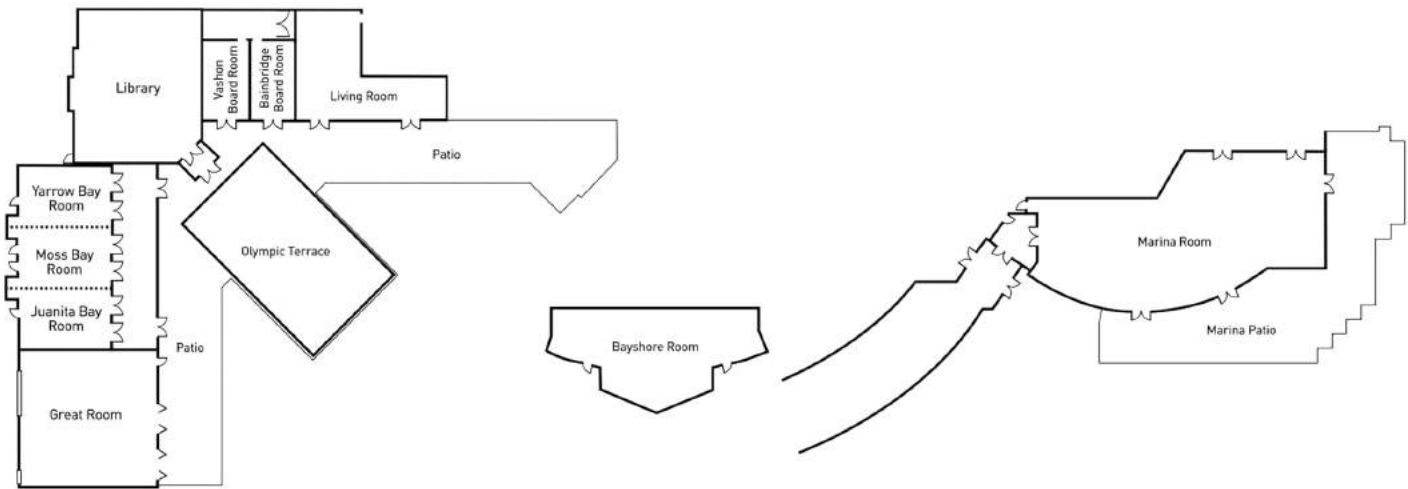 Library
Vashon
Board Room
Bainbridge
Board Room
Living Room
Patio
Yarrow Bay
Room
Moss Bay
Room
Juanita Bay
Room
Olympic Terrace
Patio
Great Room
Bayshore Room
Marina Room
Marina Patio